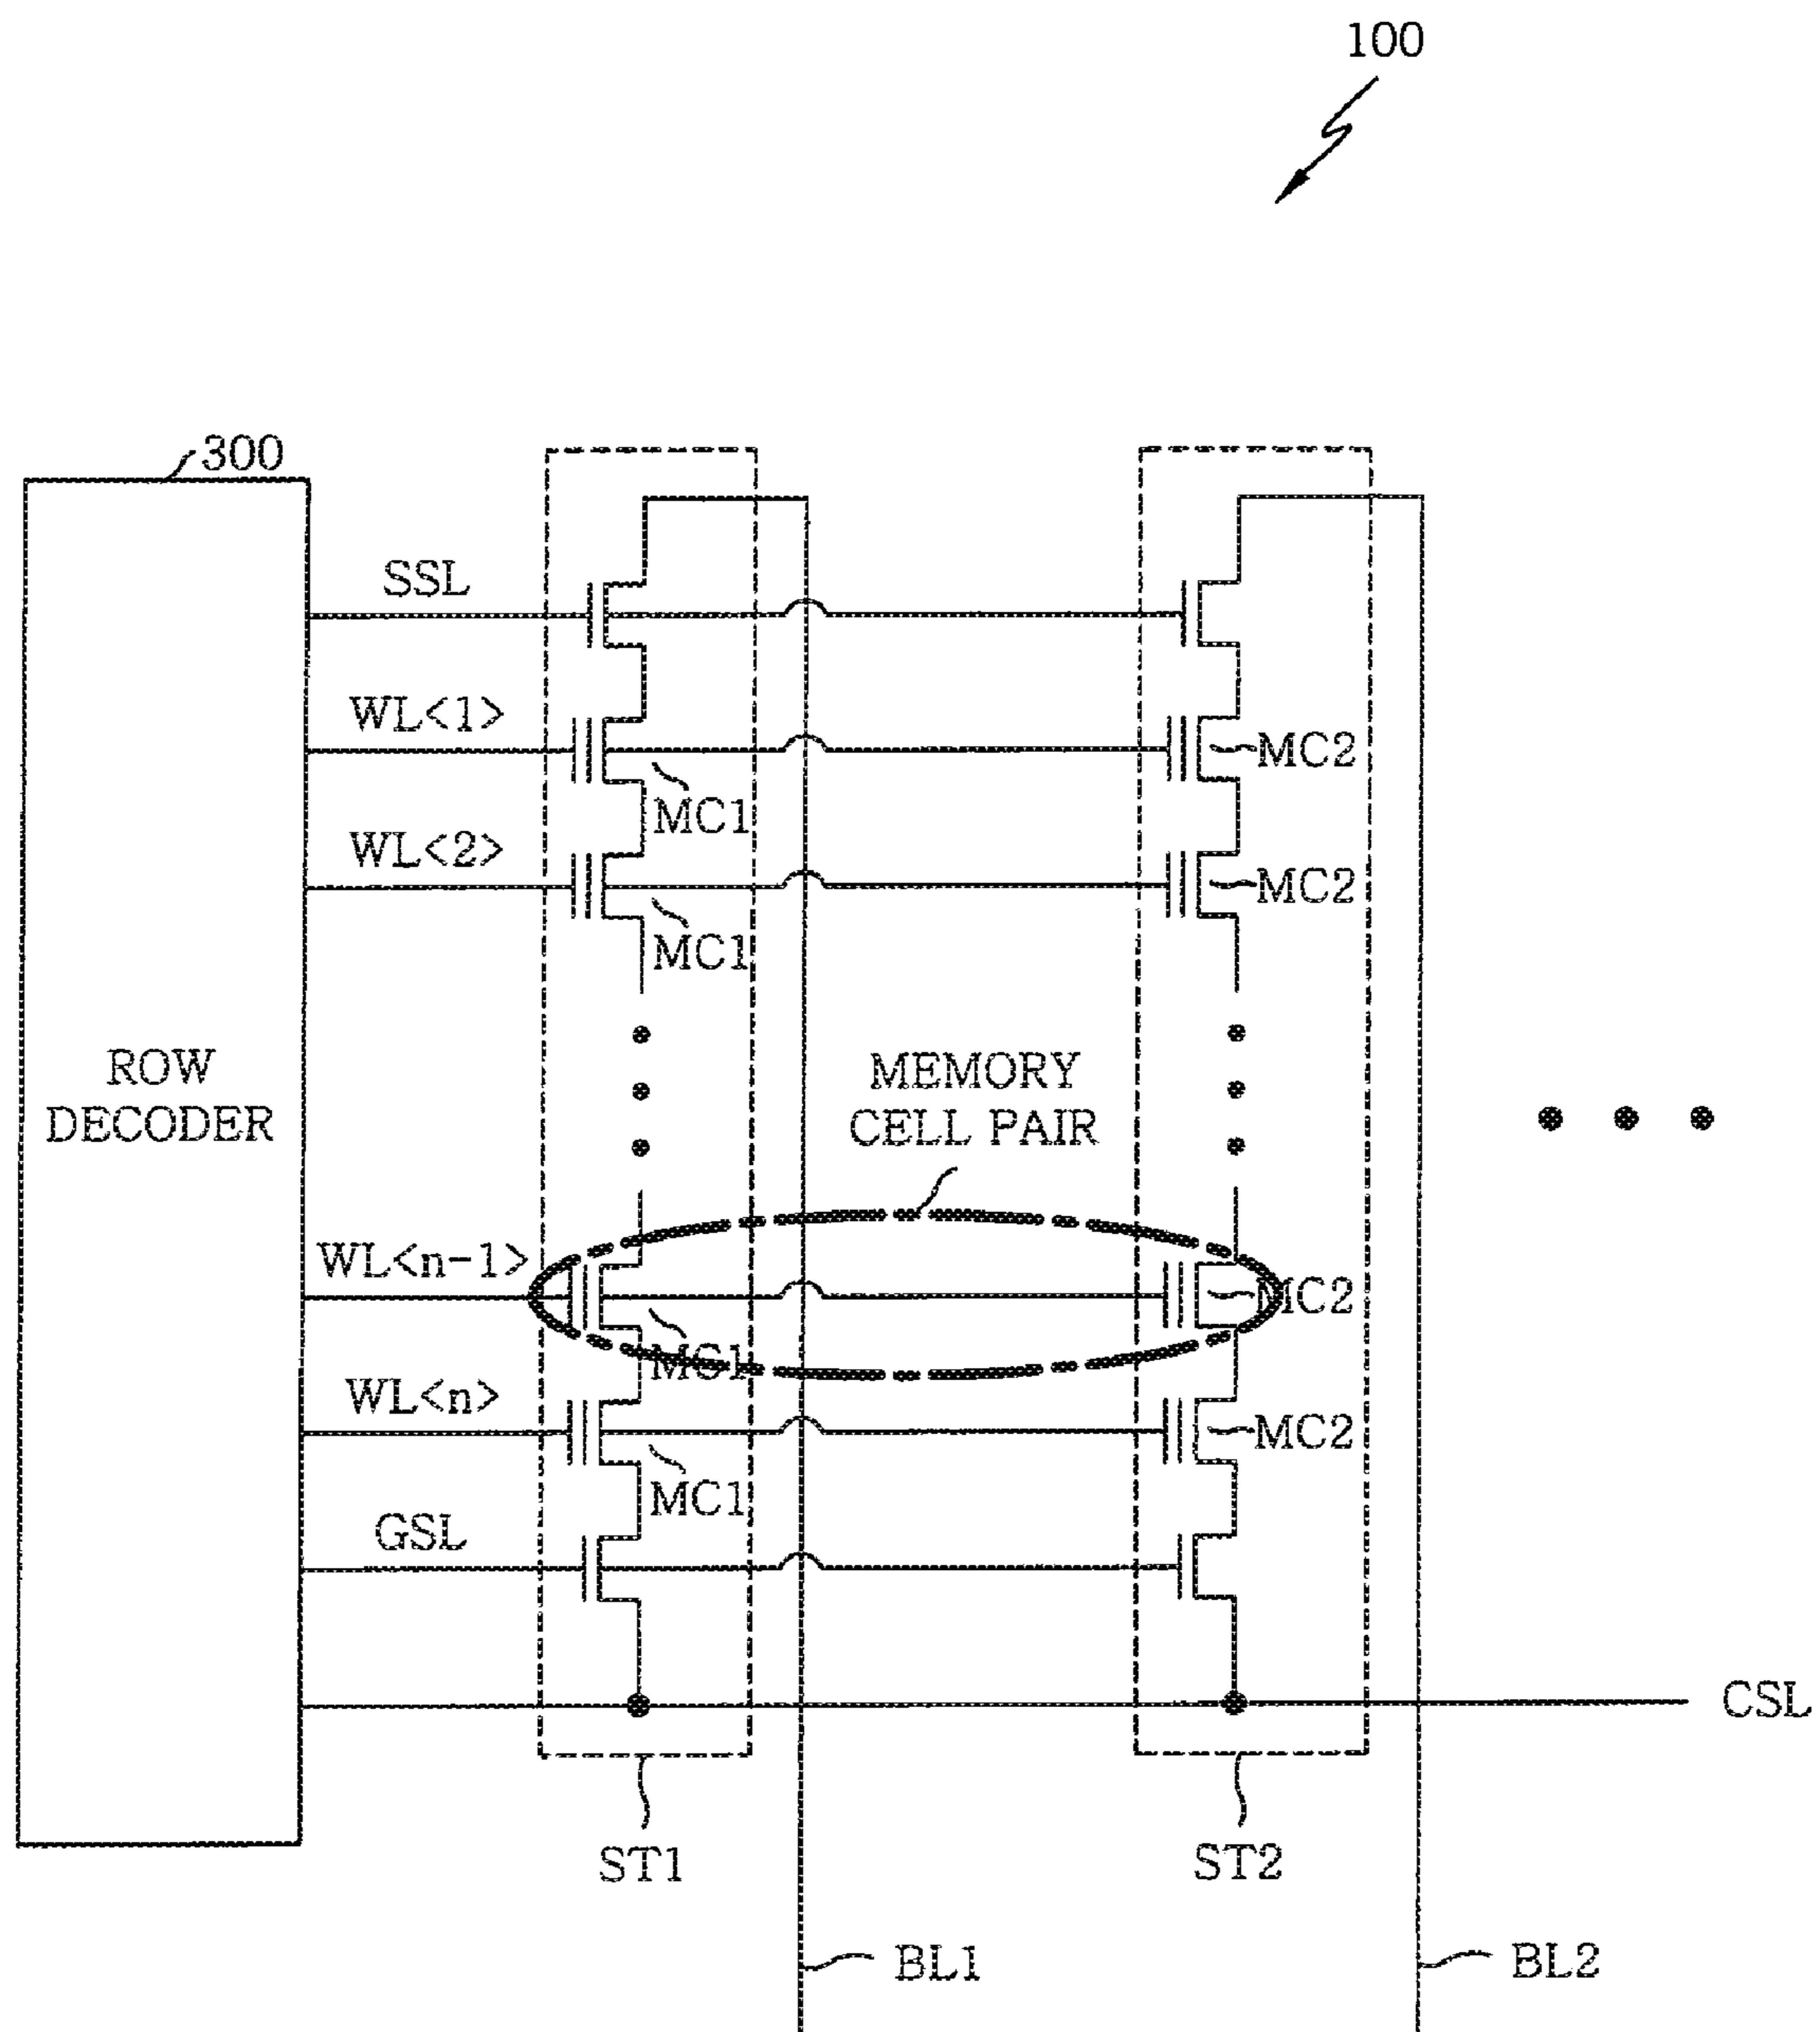 100
300
SSL
WL<1>
MC2
MC1
WL<2>
MC2
MC1
ROW
DECODER
MEMORY
CELL PAIR
WL<n-1>
MC2
MC1
WL<n>
MC2
MC1
GSL
CSL
ST1
ST2
BL1
BL2